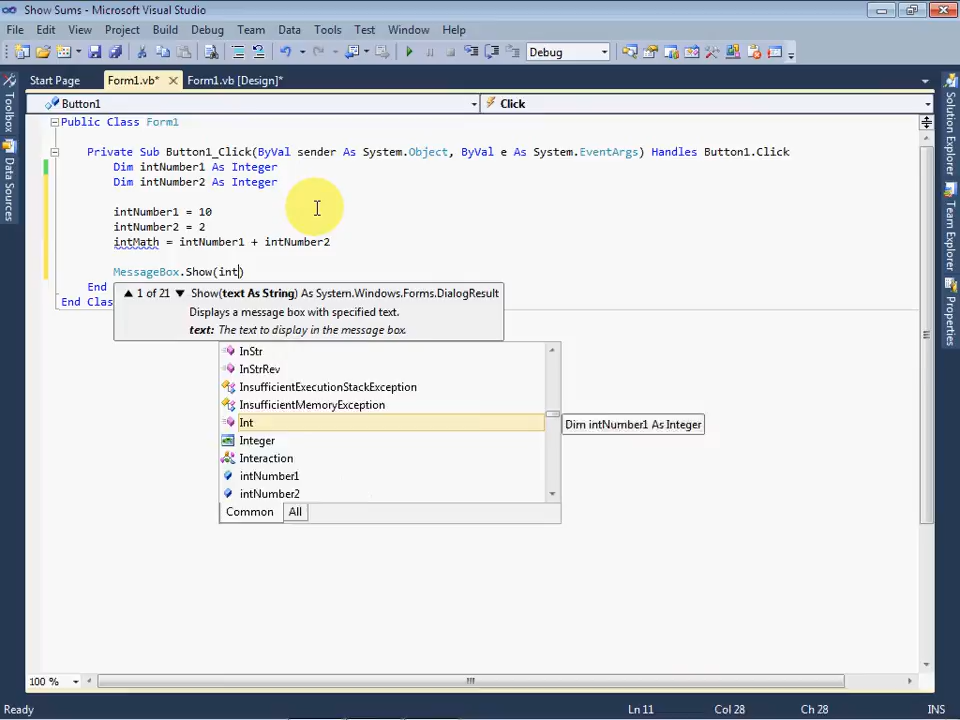 Show Sums - Microsoft Visual Studio
File Edit View Project Build Debug Team Data Tools Test Window Help
Debug
Start Page Form1.vb* Form1.vb [Design]*
Button1 Click
Public Class Form1
Private Sub Button1_Click(ByVal sender As System.Object, ByVal e As System.EventArgs) Handles Button1.Click
Dim intNumber1 As Integer
Dim intNumber2 As Integer
intNumber1 = 10
intNumber2 = 2
intMath = intNumber1 + intNumber2
MessageBox.Show(int)
End
End Clas
1 of 21 Show(text As String) As System.Windows.Forms.DialogResult
Displays a message box with specified text.
text: The text to display in the message box.
InStr
InStrRev
InsufficientExecutionStackException
InsufficientMemoryException
Int
Dim intNumber1 As Integer
Integer
Interaction
intNumber1
intNumber2
Common All
Toolbox
Data Sources
Solution Explorer
Team Explorer
Properties
100 %
Ready Ln 11 Col 28 Ch 28 INS